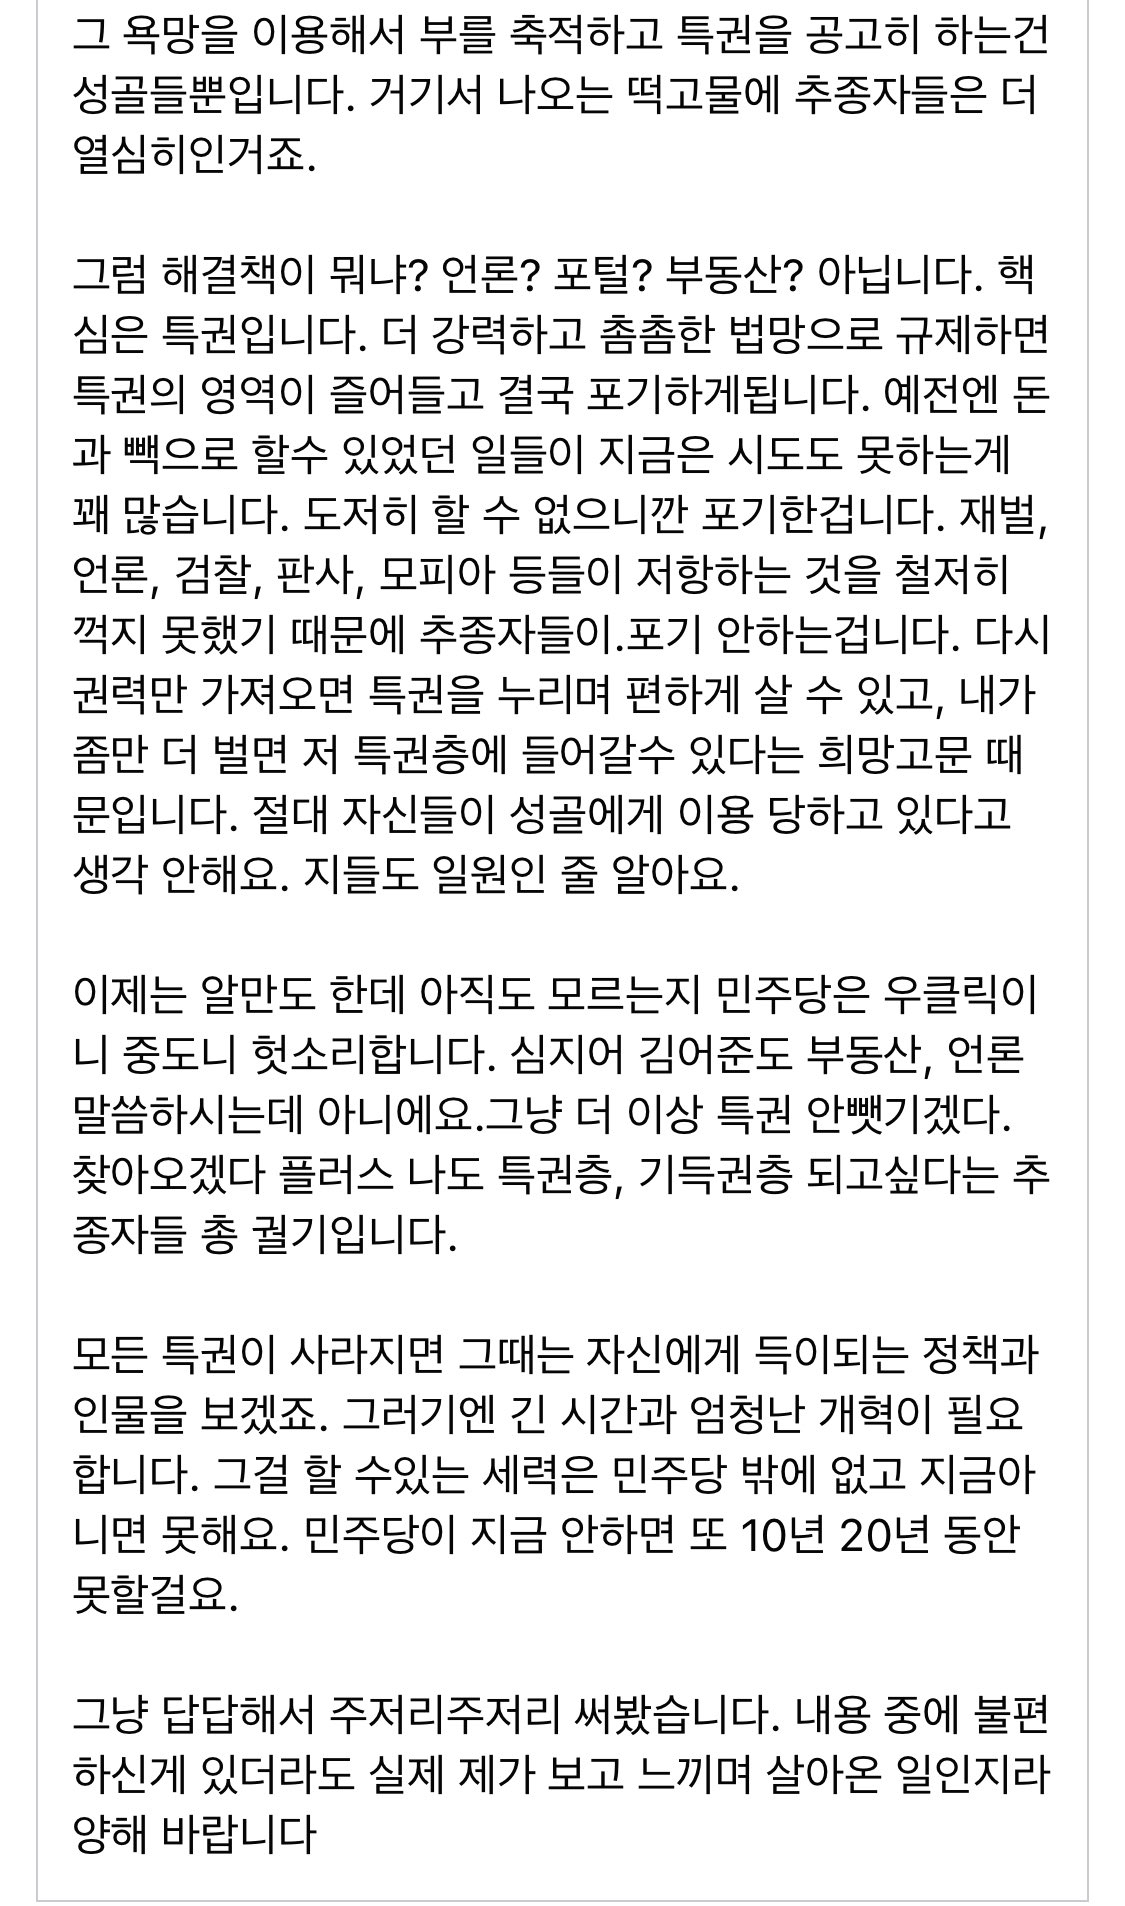 그 욕망을 이용해서 부를 축적하고 특권을 공고히 하는건
성골들뿐입니다. 거기서 나오는 떡고물에 추종자들은 더
열심히인거죠.
그럼 해결책이 뭐냐? 언론? 포털? 부동산? 아닙니다. 핵
심은 특권입니다. 더 강력하고 촘촘한 법망으로 규제하면
특권의 영역이 즐어들고 결국 포기하게됩니다. 예전엔 돈
과 빽으로 할수 있었던 일들이 지금은 시도도 못하는게
꽤 많습니다. 도저히 할 수 없으니깐 포기한겁니다. 재벌,
언론, 검찰, 판사, 모피아 등들이 저항하는 것을 철저히
꺽지 못했기 때문에 추종자들이.포기 안하는겁니다. 다시
권력만 가져오면 특권을 누리며 편하게 살 수 있고, 내가
좀만 더 벌면 저 특권층에 들어갈수 있다는 희망고문 때
문입니다. 절대 자신들이 성골에게 이용 당하고 있다고
생각 안해요. 지들도 일원인 줄 알아요.
이제는 알만도 한데 아직도 모르는지 민주당은 우클릭이
니 중도니 헛소리합니다. 심지어 김어준도 부동산, 언론
말씀하시는데 아니에요.그냥 더 이상 특권 안뺏기겠다.
찾아오겠다 플러스 나도 특권층, 기득권층 되고싶다는 추
종자들 총 궐기입니다.
모든 특권이 사라지면 그때는 자신에게 득이되는 정책과
인물을 보겠죠. 그러기엔 긴 시간과 엄청난 개혁이 필요
합니다. 그걸 할 수있는 세력은 민주당 밖에 없고 지금아
니면 못해요. 민주당이 지금 안하면 또 10년 20년 동안
못할걸요.
그냥 답답해서 주저리주저리 써봤습니다. 내용 중에 불편
하신게 있더라도 실제 제가 보고 느끼며 살아온 일인지라
양해 바랍니다